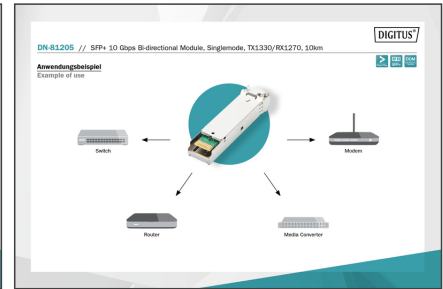 DIGITUS®
DN-81205 // SFP+ 10 Gbps Bi-directional Module, Singlemode, TX1330/RX1270, 10km
Anwendungsbeispiel
Example of use
DDM
Switch
Modem
Router
Media Converter